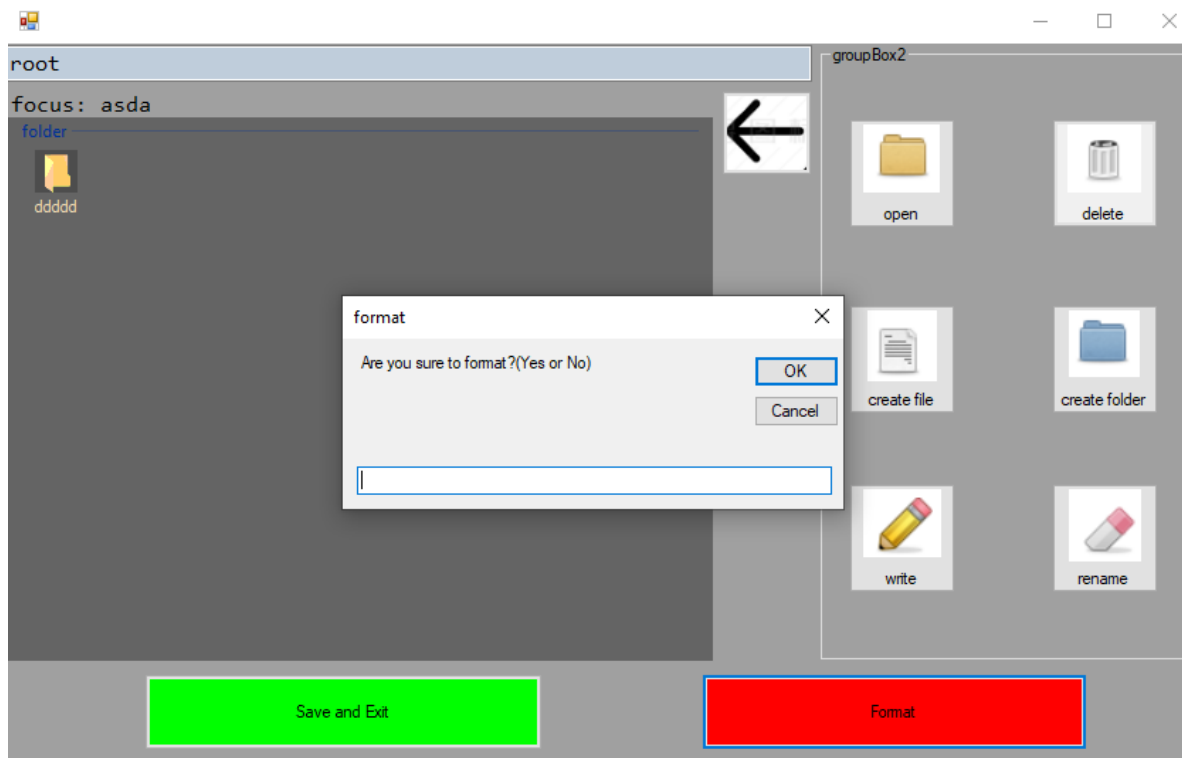 root
groupBox2
focus: asda
folder
ddddd
open
delete
format
Are you sure to format?(Yes or No)
OK
Cancel
create file
create folder
write
rename
Save and Exit
Format